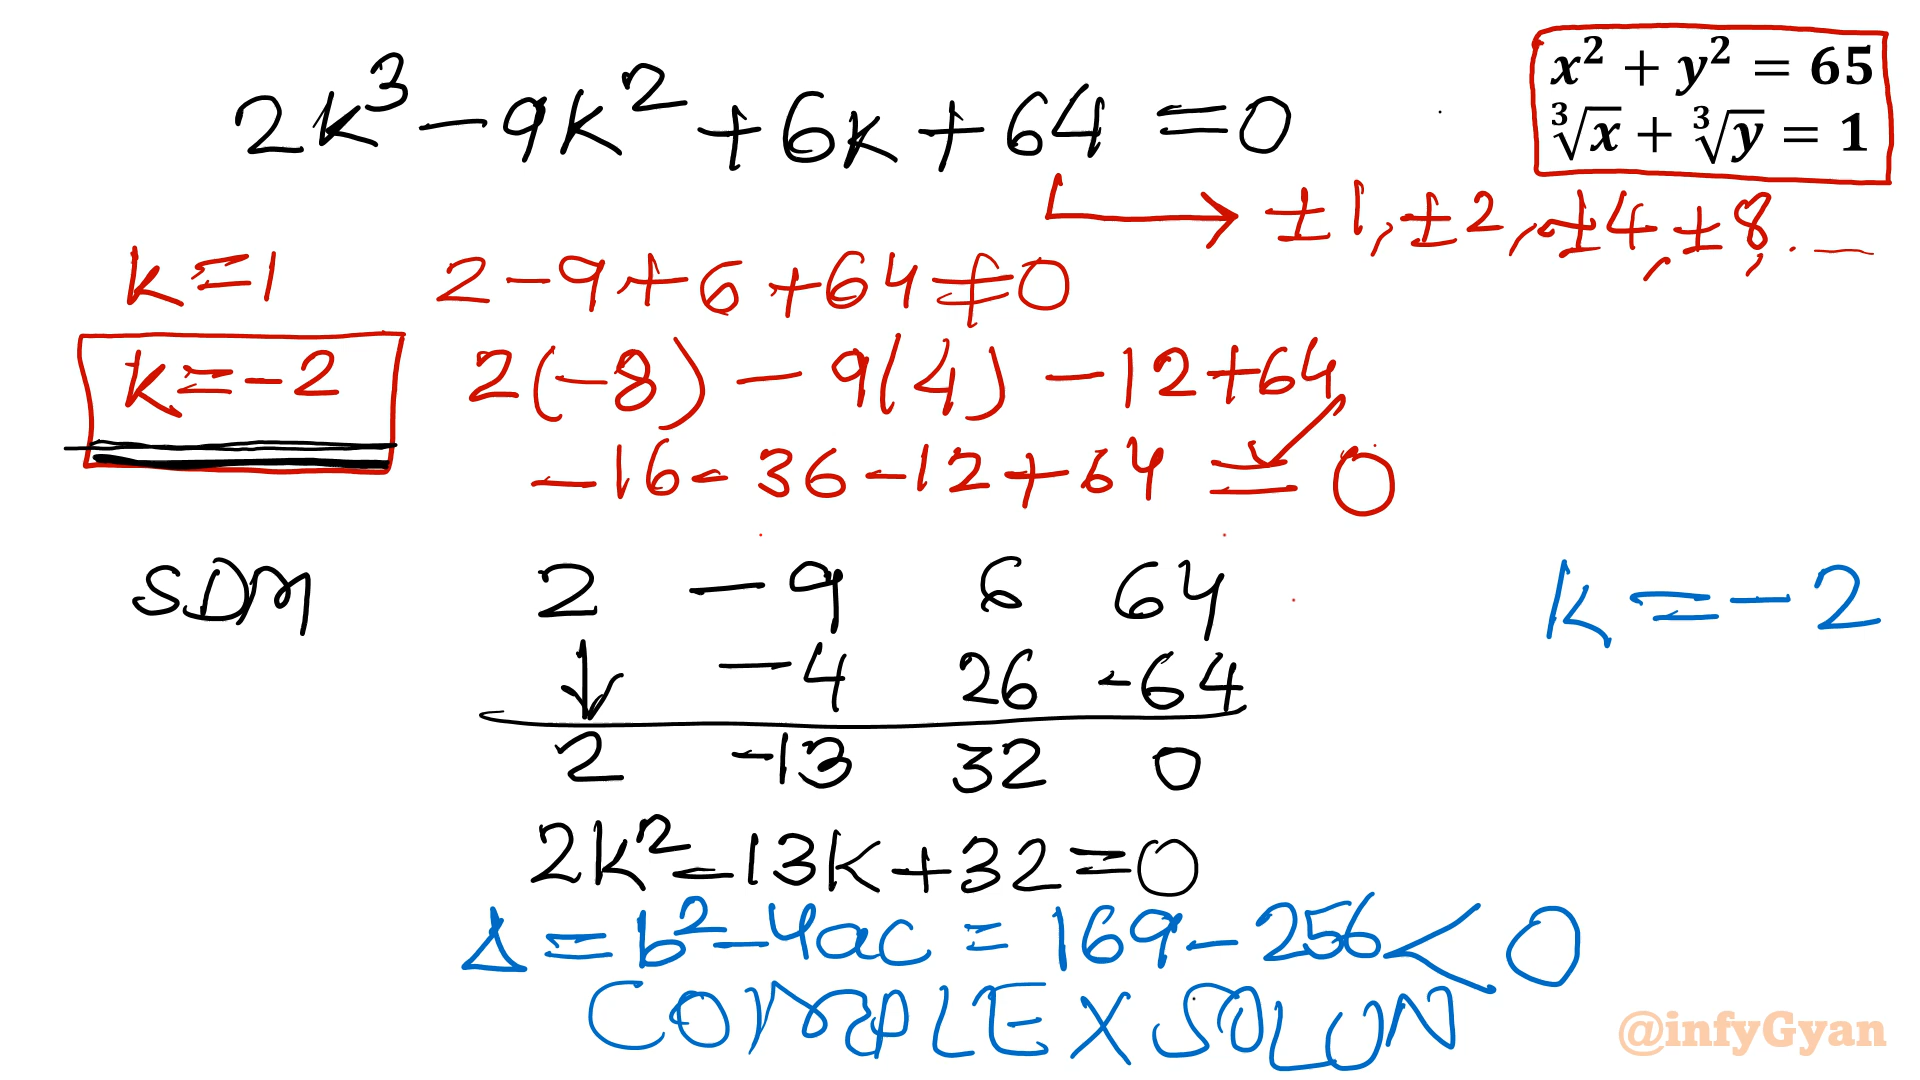 2k³ - 9k² + 6k + 64 = 0
x² + y² = 65
∛x + ∛y = 1
±1, ±2, ±4, ±8, ...
k = 1 2 - 9 + 6 + 64 ≠ 0
k = -2 2(-8) - 9(4) - 12 + 64
-16 - 36 - 12 + 64 = 0
SDM 2 -9 6 64 k = -2
↓ -4 26 -64
2 -13 32 0
2k² - 13k + 32 = 0
Δ = b² - 4ac = 169 - 256 < 0
COMPLEX SOLUN
@infyGyan